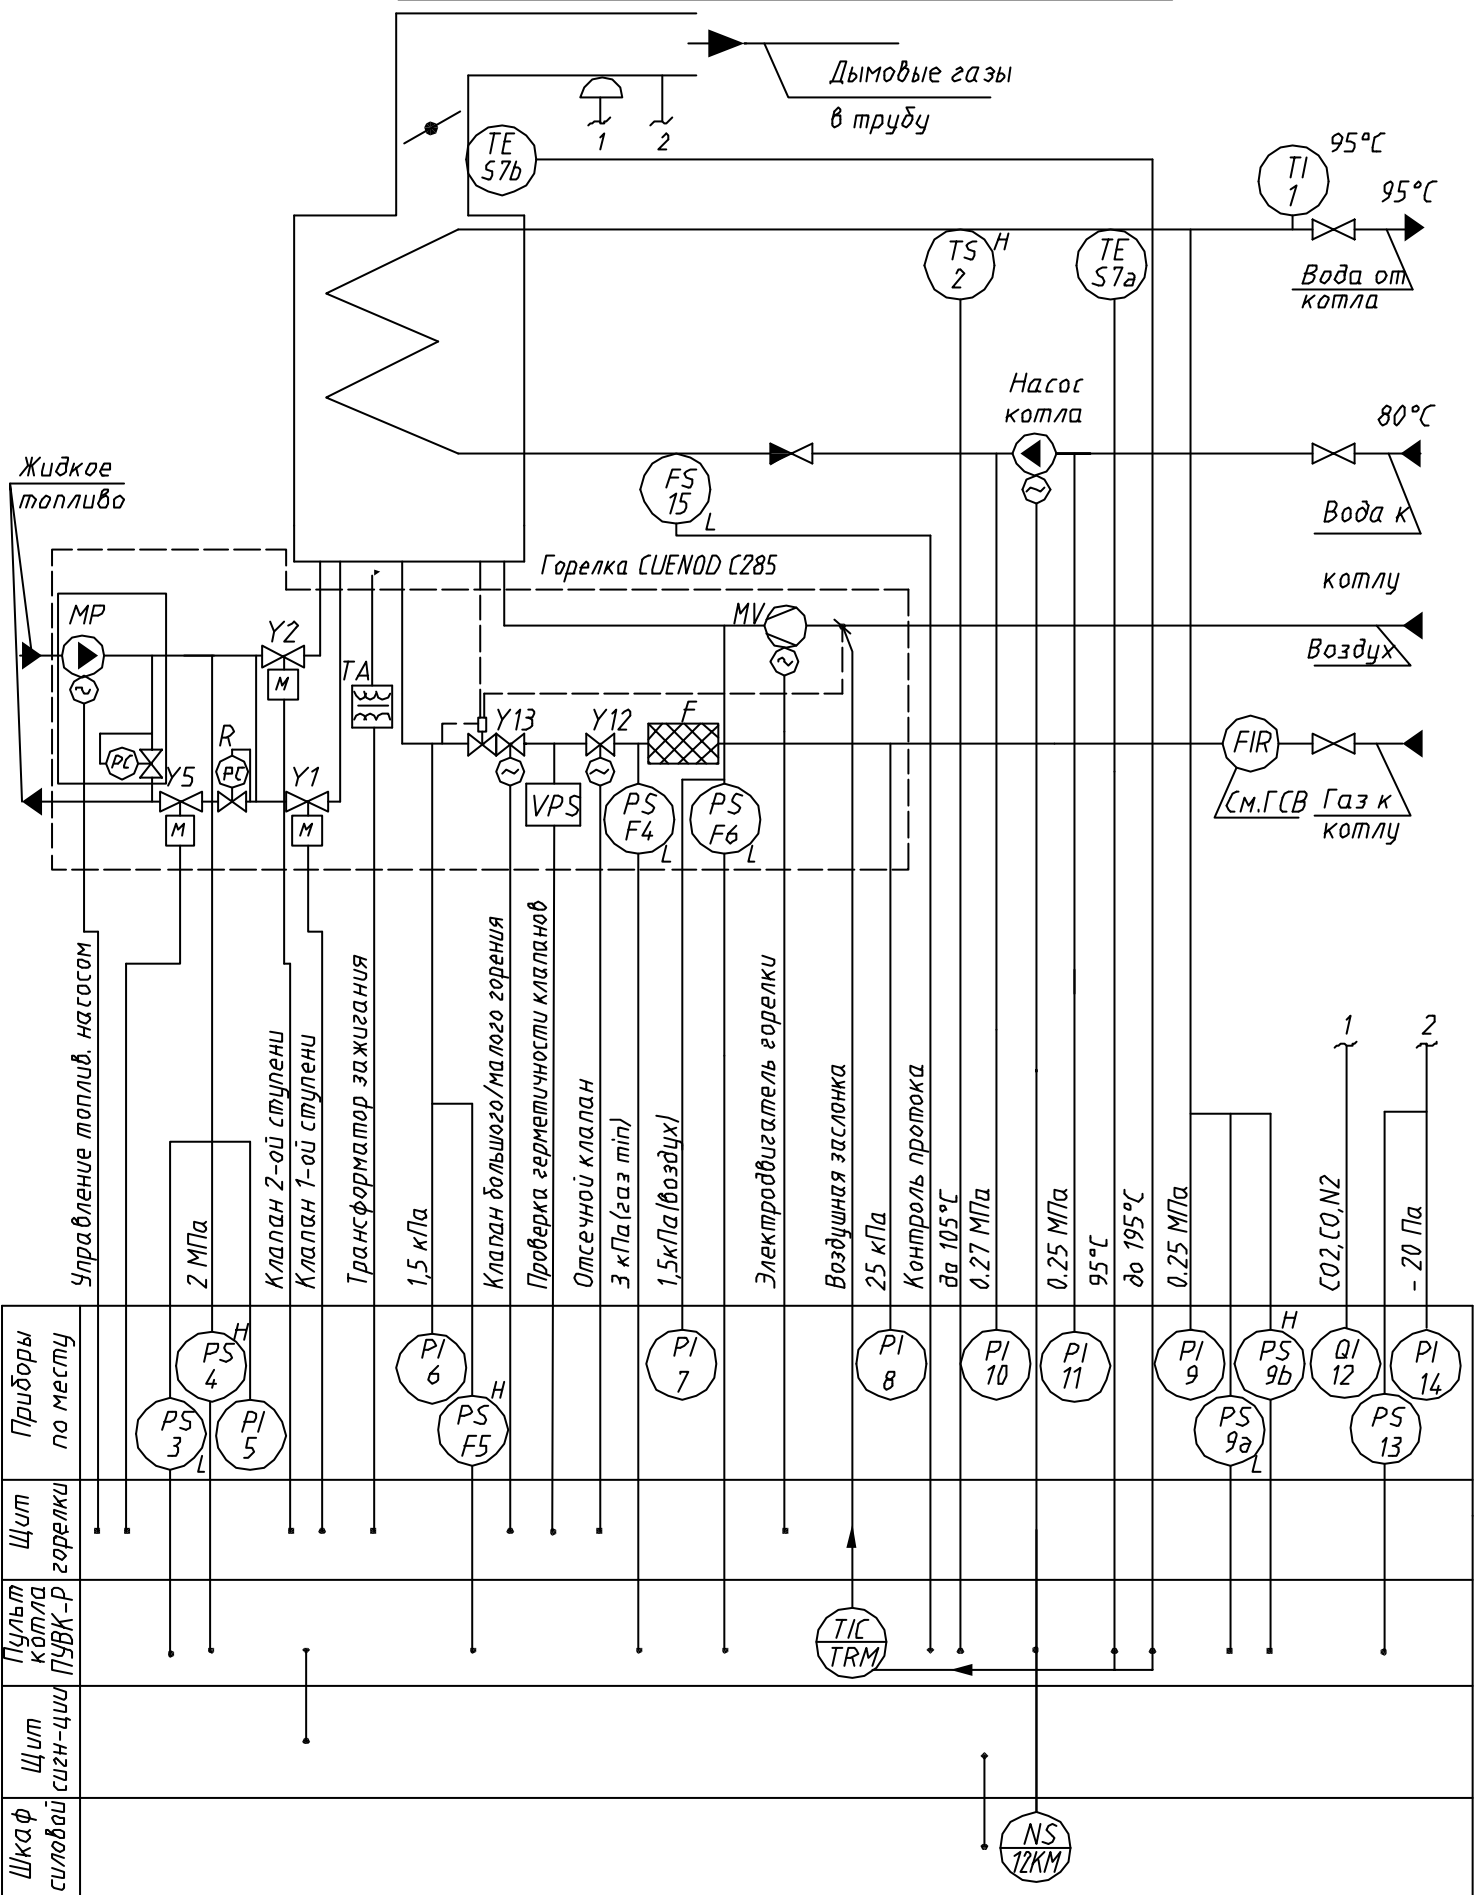 Дымовые газы
в трубу
1
2
TE
S7b
TI
1
95°C
95°C
TS
2
H
TE
S7a
Вода от
котла
Насос
котла
80°C
Жидкое
топливо
FS
15
L
Вода к
котлу
Горелка CUENOD C285
MP
Y2
MV
Воздух
M
TA
R
Y13
Y12
F
FIR
PC
PC
Y5
Y1
VPS
PS
F4
L
PS
F6
L
См.ГСВ
Газ к
котлу
M
M
Управление топлив. насосом
2 МПа
Клапан 2-ой ступени
Клапан 1-ой ступени
Трансформатор зажигания
1,5 кПа
Клапан большого/малого горения
Проверка герметичности клапанов
Отсечной клапан
3 кПа(газ min)
1,5кПа(воздух)
Электродвигатель горелки
Воздушная заслонка
25 кПа
Контроль протока
да 105°C
0.27 МПа
0.25 МПа
95°C
до 195°C
0.25 МПа
1
2
CO2,CO,N2
- 20 Па
Приборы
по месту
PS
4
H
PS
3
L
PI
5
PI
6
PS
F5
H
PI
7
PI
8
PI
10
PI
11
PI
9
PS
9a
L
PS
9b
H
QI
12
PS
13
PI
14
Щит
горелки
Пульт
котла
ПУВК-Р
TIC
TRM
Щит
сигн-ции
Шкаф
силовай
NS
12KM